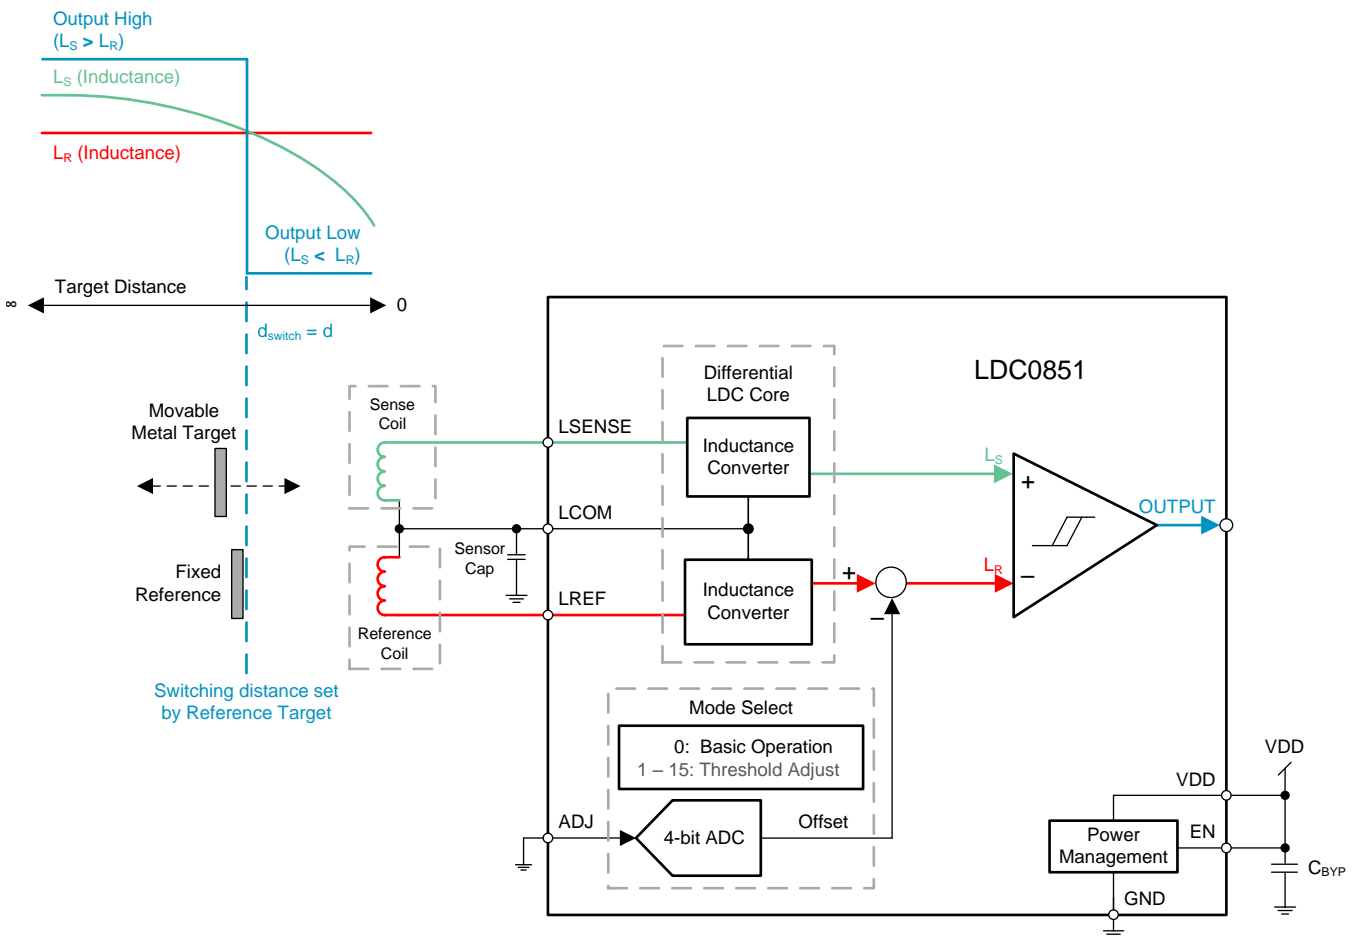 Output High
(LS > LR)
LS (Inductance)
LR (Inductance)
Output Low
(LS < LR)
Target Distance
∞
0
dswitch = d
Movable
Metal Target
Fixed
Reference
Switching distance set
by Reference Target
Sense
Coil
Reference
Coil
Sensor
Cap
LSENSE
LCOM
LREF
Differential
LDC Core
Inductance
Converter
Inductance
Converter
LDC0851
LS
LR
+
−
+
−
OUTPUT
Mode Select
0: Basic Operation
1 – 15: Threshold Adjust
ADJ
4-bit ADC
Offset
VDD
VDD
EN
Power
Management
GND
CBYP